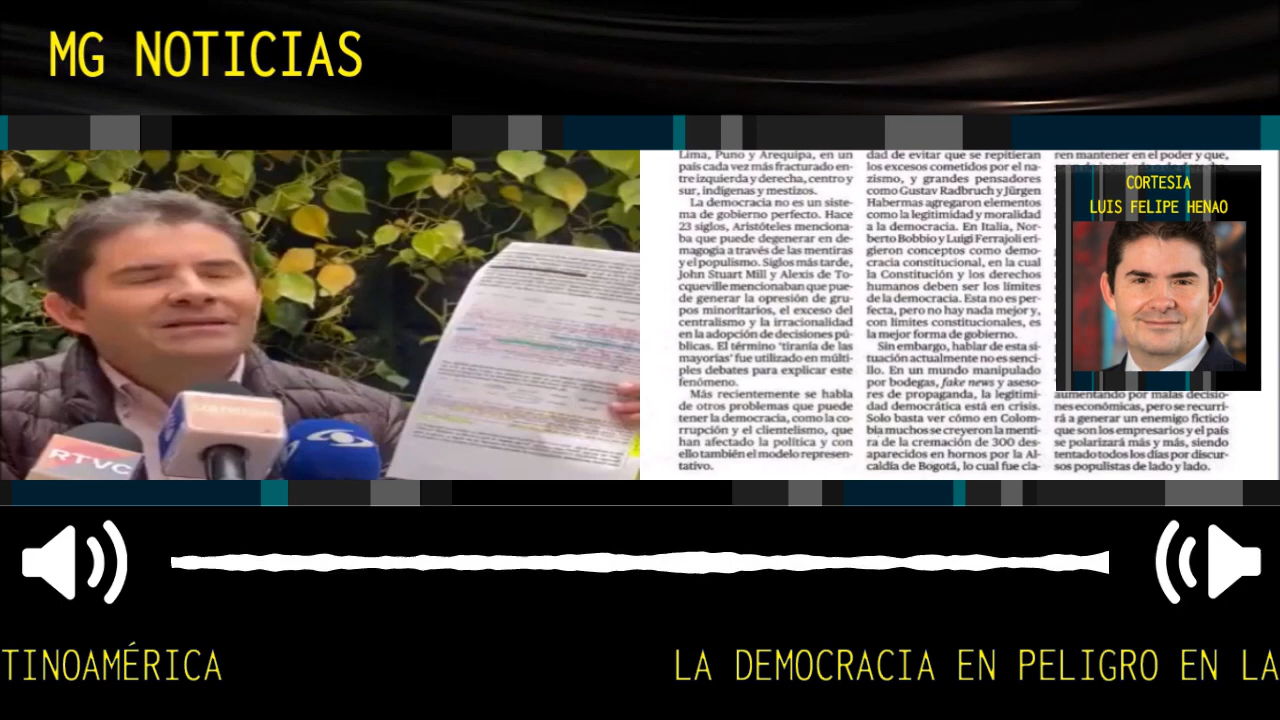 MG NOTICIAS
RTVC
Lima, Puno y Arequipa, en un
país cada vez más fracturado en-
tre izquierda y derecha, centro y
sur, indígenas y mestizos.
La democracia no es un siste-
ma de gobierno perfecto. Hace
23 siglos, Aristóteles menciona-
ba que puede degenerar en de-
magogia a través de las mentiras
y el populismo. Siglos más tarde,
John Stuart Mill y Alexis de To-
cqueville mencionaban que pue-
de generar la opresión de gru-
pos minoritarios, el exceso del
centralismo y la irracionalidad
en la adopción de decisiones pú-
blicas. El término 'tiranía de las
mayorías' fue utilizado en múlti-
ples debates para explicar este
fenómeno.
Más recientemente se habla
de otros problemas que puede
tener la democracia, como la co-
rrupción y el clientelismo, que
han afectado la política y con
ello también el modelo represen-
tativo.
dad de evitar que se repitieran
los excesos cometidos por el na-
zismo, y grandes pensadores
como Gustav Radbruch y Jürgen
Habermas agregaron elementos
como la legitimidad y moralidad
a la democracia. En Italia, Nor-
berto Bobbio y Luigi Ferrajoli eri-
gieron conceptos como demo-
cracia constitucional, en la cual
la Constitución y los derechos
humanos deben ser los límites
de la democracia. Esta no es per-
fecta, pero no hay nada mejor y,
con límites constitucionales, es
la mejor forma de gobierno.
Sin embargo, hablar de esta si-
tuación actualmente no es senci-
llo. En un mundo manipulado
por bodegas, fake news y aseso-
res de propaganda, la legitimi-
dad democrática está en crisis.
Solo basta ver cómo en Colom-
bia muchos se creyeron la menti-
ra de la cremación de 300 des-
aparecidos en hornos por la Al-
caldía de Bogotá, lo cual fue cla-
ren mantener en el poder y que,
CORTESIA
LUIS FELIPE HENAO
aumentando por malas decisio-
nes económicas, pero se recurri-
rá a generar un enemigo ficticio
que son los empresarios y el país
se polarizará más y más, siendo
tentado todos los días por discur-
sos populistas de lado y lado.
TINOAMÉRICA
LA DEMOCRACIA EN PELIGRO EN LA